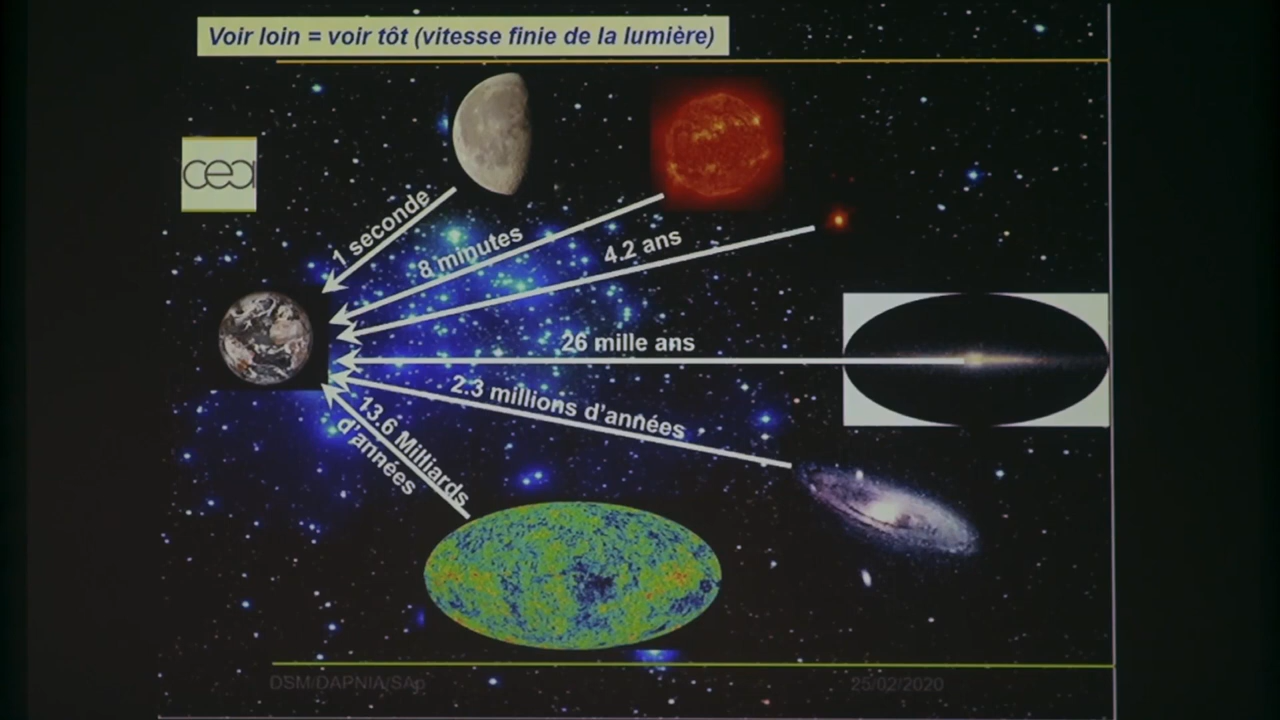 Voir loin = voir tôt (vitesse finie de la lumière)
cea
1 seconde
8 minutes
4.2 ans
26 mille ans
2.3 millions d'années
13.6 Milliards
d'années
DSM/DAPNIA/SAp
25/02/2020